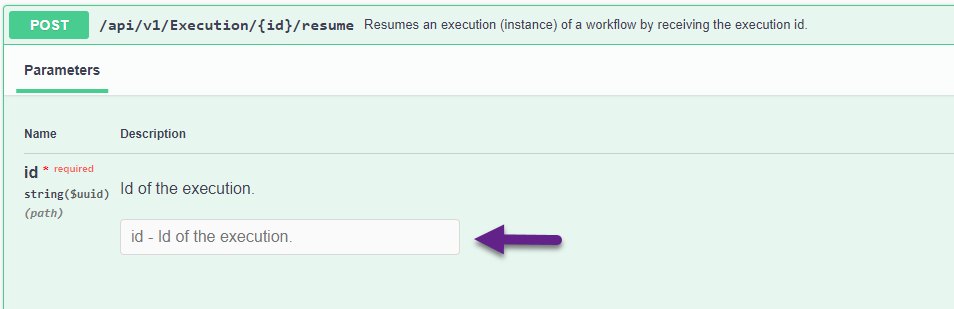 POST /api/v1/Execution/{id}/resume Resumes an execution (instance) of a workflow by receiving the execution id.
Parameters
Name Description
id * required
string($uuid)
(path)
Id of the execution.
id - Id of the execution.